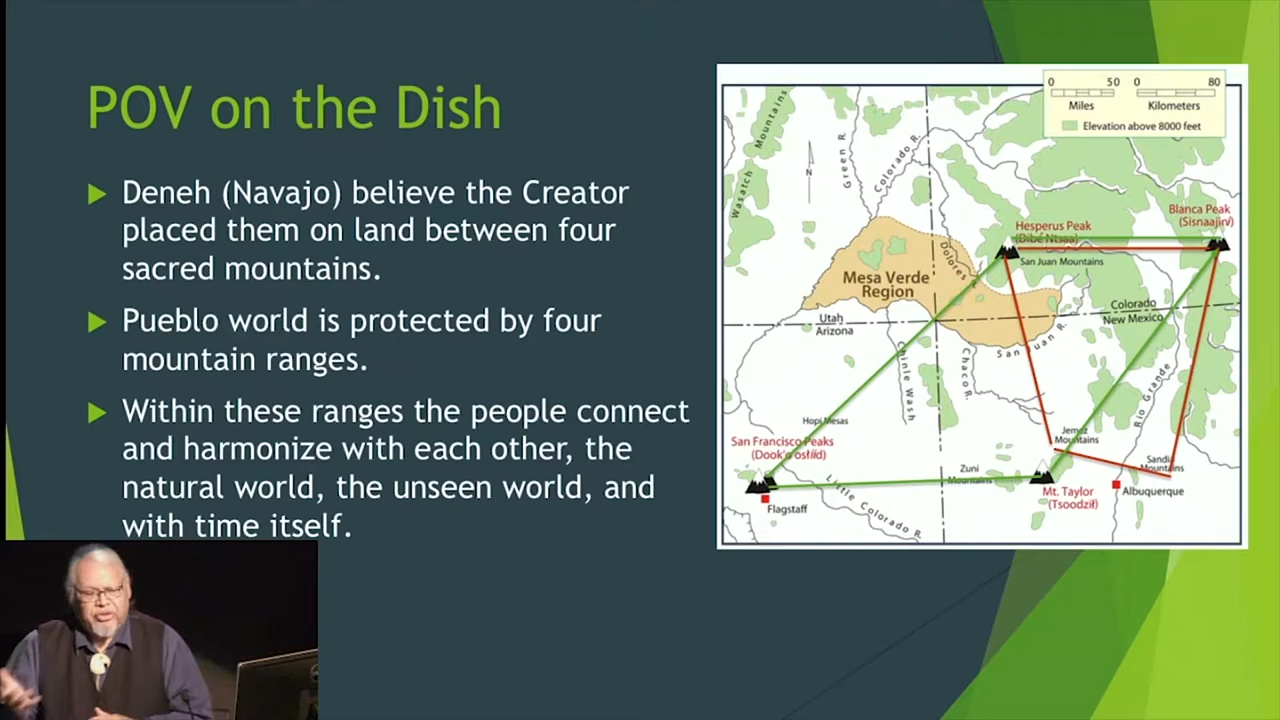 POV on the Dish
Deneh (Navajo) believe the Creator
placed them on land between four
sacred mountains.
Pueblo world is protected by four
mountain ranges.
Within these ranges the people connect
and harmonize with each other, the
natural world, the unseen world, and
with time itself.
0 50 0 80
Miles Kilometers
Elevation above 8000 feet
Wasatch Mountains
Green R.
Colorado R.
N
Blanca Peak
(Sisnaajiní)
Hesperus Peak
(Dibé Ntsaa)
San Juan Mountains
Dolores
Mesa Verde
Region
Utah
Arizona
Colorado
New Mexico
San Juan R.
Chinle Wash
Chaco R.
Rio Grande
Hopi Mesas
San Francisco Peaks
Jemez
Mountains
Sandia
Mountains
Zuni
Mountains
Mt. Taylor
(Tsoodził)
Albuquerque
Flagstaff
Little Colorado R.